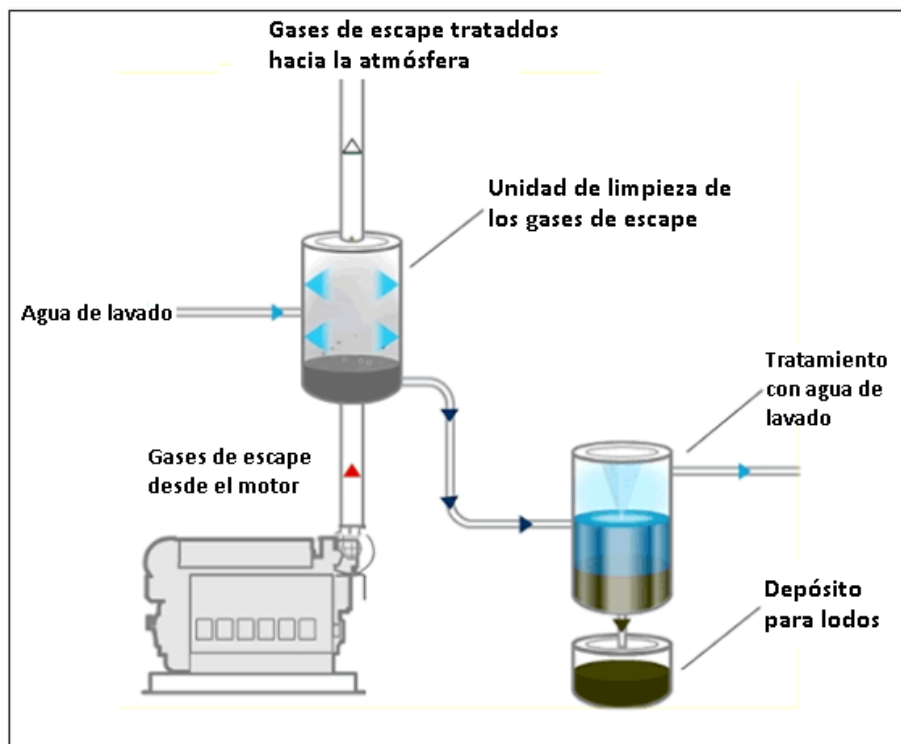 Gases de escape trataddos
hacia la atmósfera
Unidad de limpieza de
los gases de escape
Agua de lavado
Tratamiento
con agua de
lavado
Gases de escape
desde el motor
Depósito
para lodos